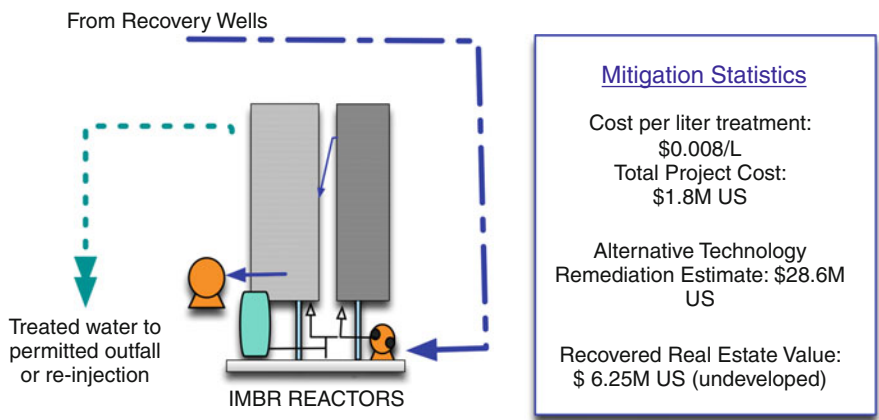 From Recovery Wells
Treated water to
permitted outfall
or re-injection
IMBR REACTORS
Mitigation Statistics
Cost per liter treatment:
$0.008/L
Total Project Cost:
$1.8M US
Alternative Technology
Remediation Estimate: $28.6M
US
Recovered Real Estate Value:
$ 6.25M US (undeveloped)